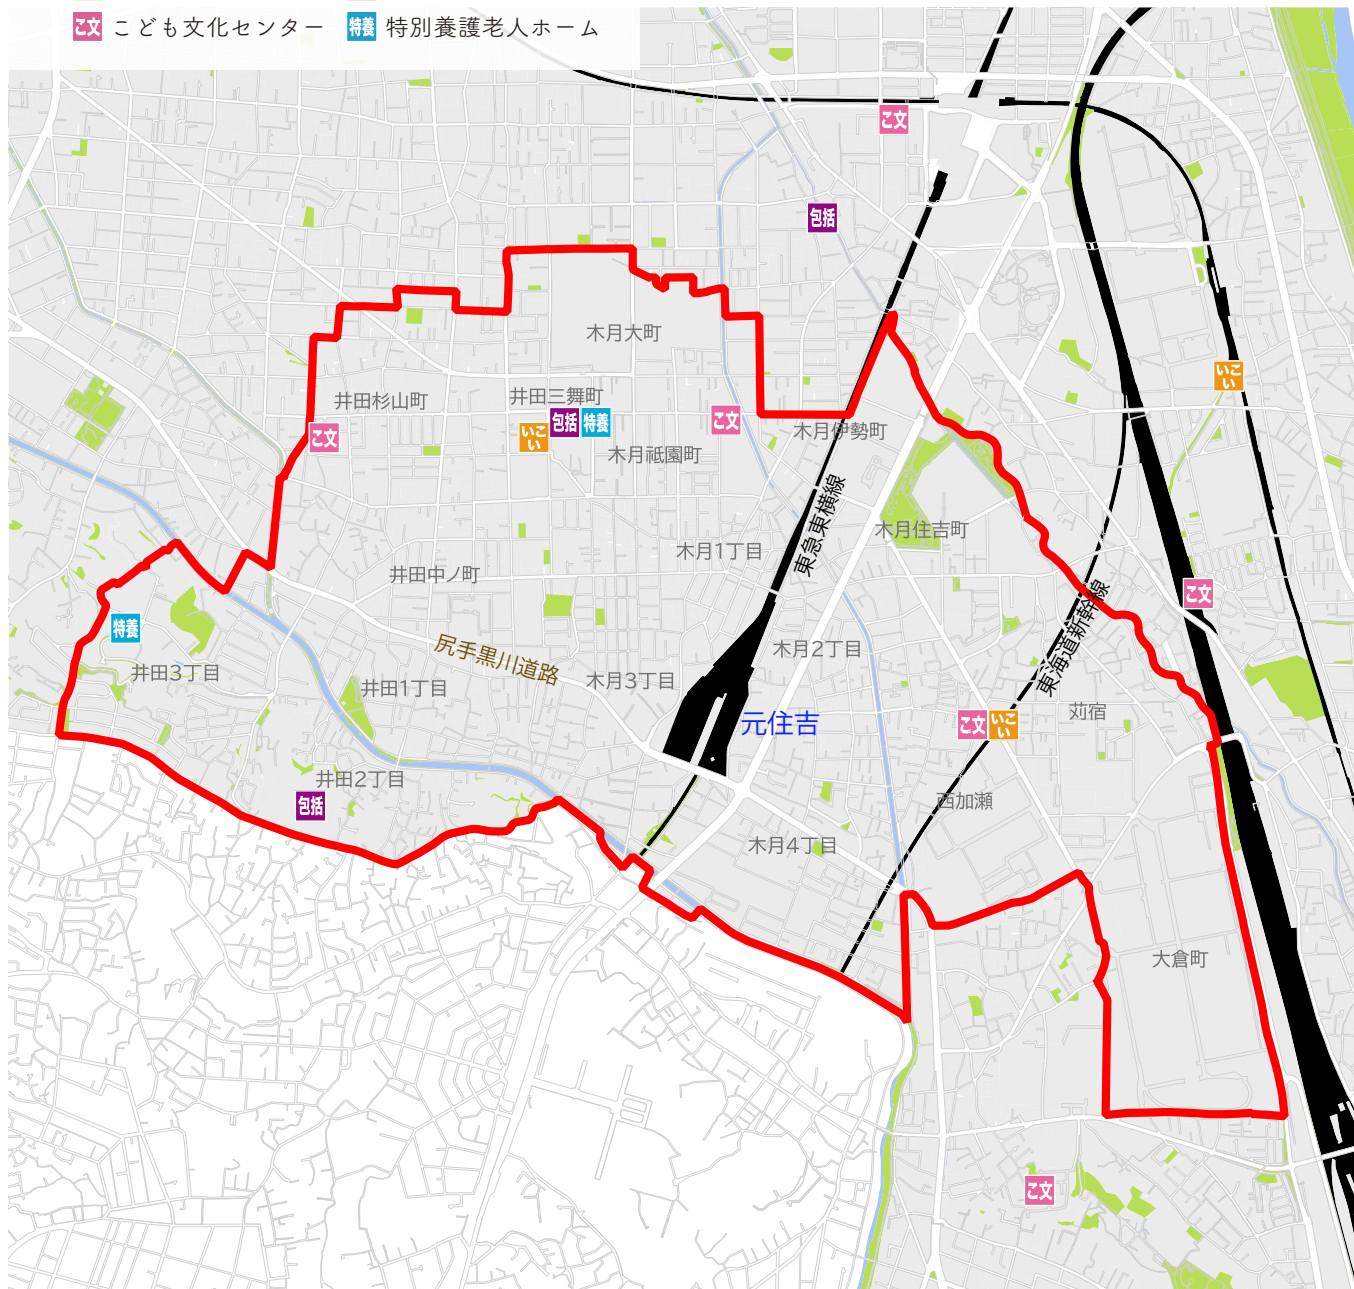 こ文 こども文化センター 特養 特別養護老人ホーム
こ文
包括
木月大町
いこい
井田三舞町
井田杉山町
包括 特養
こ文
木月伊勢町
こ文
いこい
木月祗園町
東急東横線
木月住吉町
木月1丁目
井田中ノ町
こ文
特養
東海道新幹線
尻手黒川道路
木月2丁目
井田3丁目
井田1丁目
木月3丁目
苅宿
元住吉
こ文 いこい
井田2丁目
包括
西加瀬
木月4丁目
大倉町
こ文